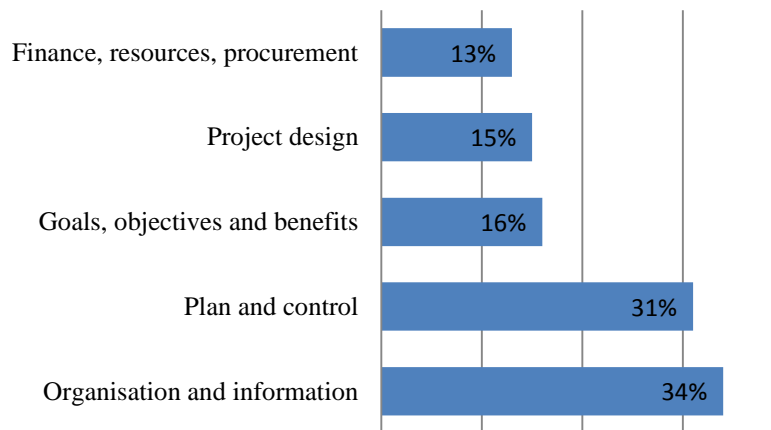 Finance, resources, procurement 13%
Project design 15%
Goals, objectives and benefits 16%
Plan and control 31%
Organisation and information 34%